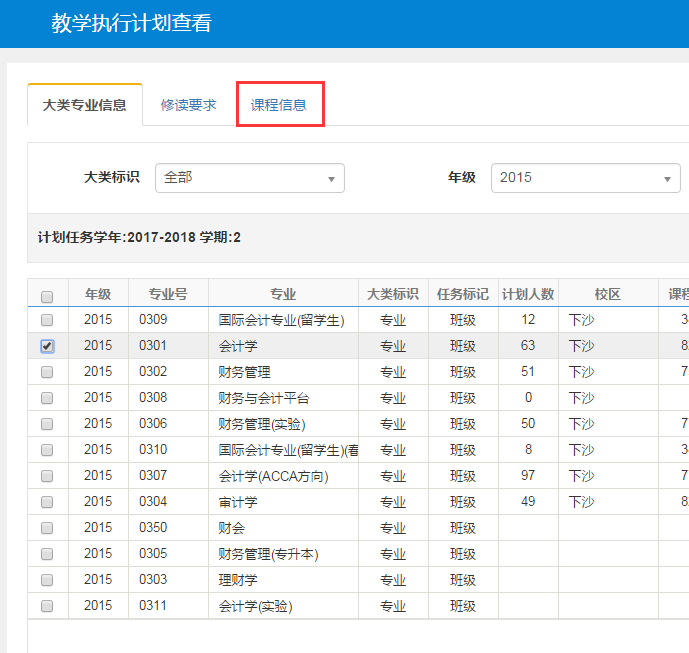 教学执行计划查看
大类专业信息 修读要求 课程信息
大类标识 全部 年级 2015
计划任务学年:2017-2018 学期:2
年级 专业号 专业 大类标识 任务标记 计划人数 校区 课程
2015 0309 国际会计专业(留学生) 专业 班级 12 下沙 3
2015 0301 会计学 专业 班级 63 下沙 8
2015 0302 财务管理 专业 班级 51 下沙 7
2015 0308 财务与会计平台 专业 班级 0 下沙
2015 0306 财务管理(实验) 专业 班级 50 下沙 7
2015 0310 国际会计专业(留学生)(春 专业 班级 8 下沙 3
2015 0307 会计学(ACCA方向) 专业 班级 97 下沙 7
2015 0304 审计学 专业 班级 49 下沙 8
2015 0350 财会 专业 班级
2015 0305 财务管理(专升本) 专业 班级
2015 0303 理财学 专业 班级
2015 0311 会计学(实验) 专业 班级